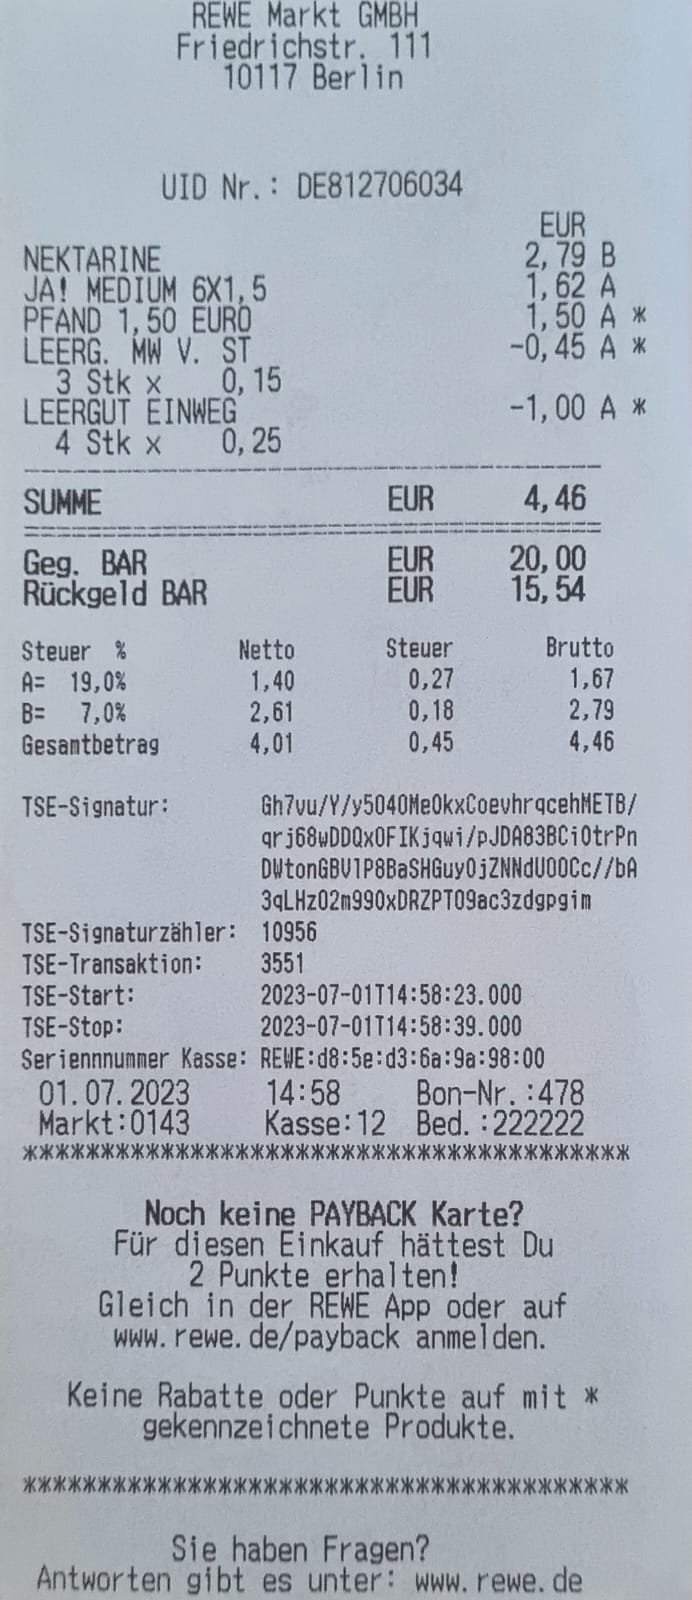 REWE Markt GMBH
Friedrichstr. 111
10117 Berlin
UID Nr.: DE812706034
EUR
NEKTARINE 2,79 B
JA! MEDIUM 6X1,5 1,62 A
PFAND 1,50 EURO 1,50 A *
LEERG. MW V. ST -0,45 A *
3 Stk x 0,15
LEERGUT EINWEG -1,00 A *
4 Stk x 0,25
SUMME EUR 4,46
Geg. BAR EUR 20,00
Rückgeld BAR EUR 15,54
Steuer % Netto Steuer Brutto
A= 19,0% 1,40 0,27 1,67
B= 7,0% 2,61 0,18 2,79
Gesamtbetrag 4,01 0,45 4,46
TSE-Signatur: Gh7vu/Y/y5O4OMeOkxCoevhrqcehMETB/
qrj68wDDQxOFIKjqwi/pJDA83BCiOtrPn
DWtonGBV1P8BaSHGuyOjZNNdUOOCc//bA
3qLHzO2m99OxDRZPTO9ac3zdgpgim
TSE-Signaturzähler: 10956
TSE-Transaktion: 3551
TSE-Start: 2023-07-01T14:58:23.000
TSE-Stop: 2023-07-01T14:58:39.000
Seriennnummer Kasse: REWE:d8:5e:d3:6a:9a:98:00
01.07.2023 14:58 Bon-Nr.:478
Markt:0143 Kasse:12 Bed.:222222
****************************************
Noch keine PAYBACK Karte?
Für diesen Einkauf hättest Du
2 Punkte erhalten!
Gleich in der REWE App oder auf
www.rewe.de/payback anmelden.
Keine Rabatte oder Punkte auf mit *
gekennzeichnete Produkte.
****************************************
Sie haben Fragen?
Antworten gibt es unter: www.rewe.de